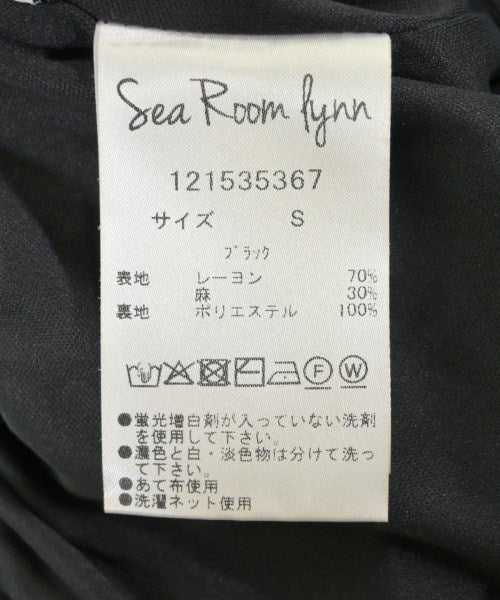 Sea Room lynn
121535367
サイズ S
ブラック
表地 レーヨン 70%
麻 30%
裏地 ポリエステル 100%
F W
●蛍光増白剤が入っていない洗剤
を使用して下さい。
●濃色と白・淡色物は分けて洗っ
て下さい。
●あて布使用
●洗濯ネット使用